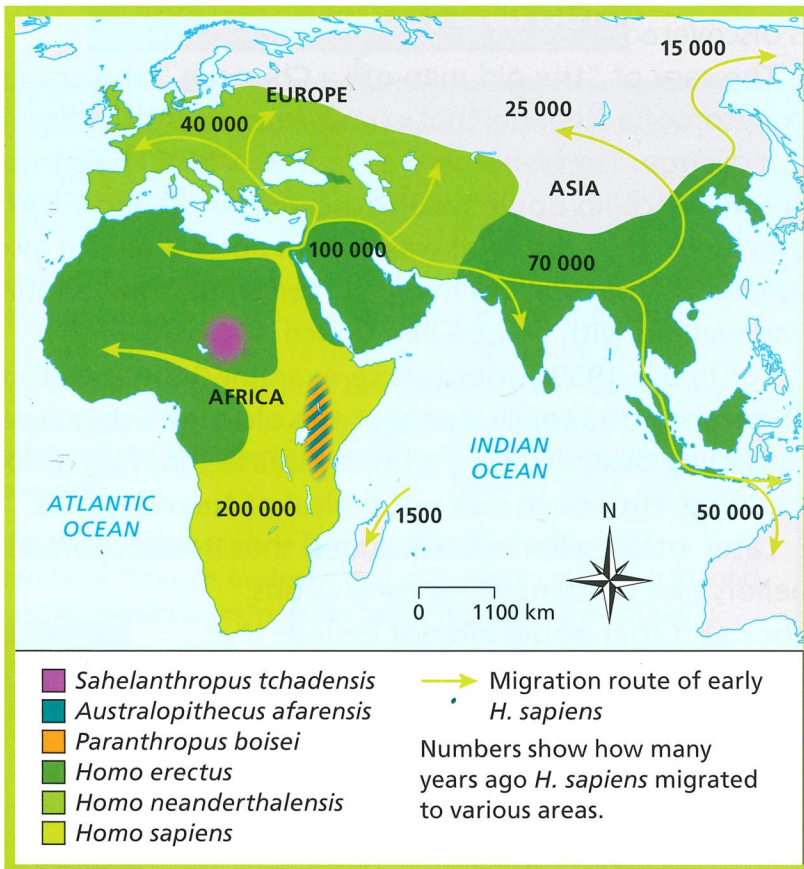 15 000
EUROPE
25 000
40 000
ASIA
100 000
70 000
AFRICA
INDIAN
OCEAN
ATLANTIC
OCEAN
200 000
1500
N
50 000
0 1100 km
Sahelanthropus tchadensis
Australopithecus afarensis
Paranthropus boisei
Homo erectus
Homo neanderthalensis
Homo sapiens
Migration route of early
H. sapiens
Numbers show how many
years ago H. sapiens migrated
to various areas.